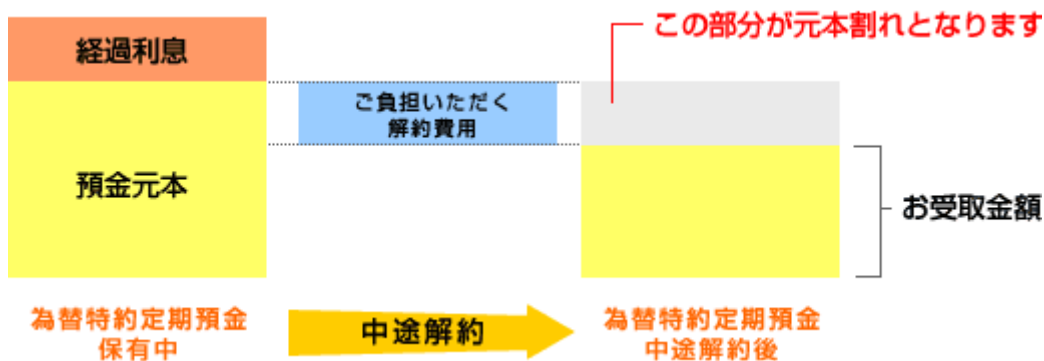 この部分が元本割れとなります
経過利息
ご負担いただく
解約費用
預金元本
お受取金額
為替特約定期預金
保有中
中途解約
為替特約定期預金
中途解約後